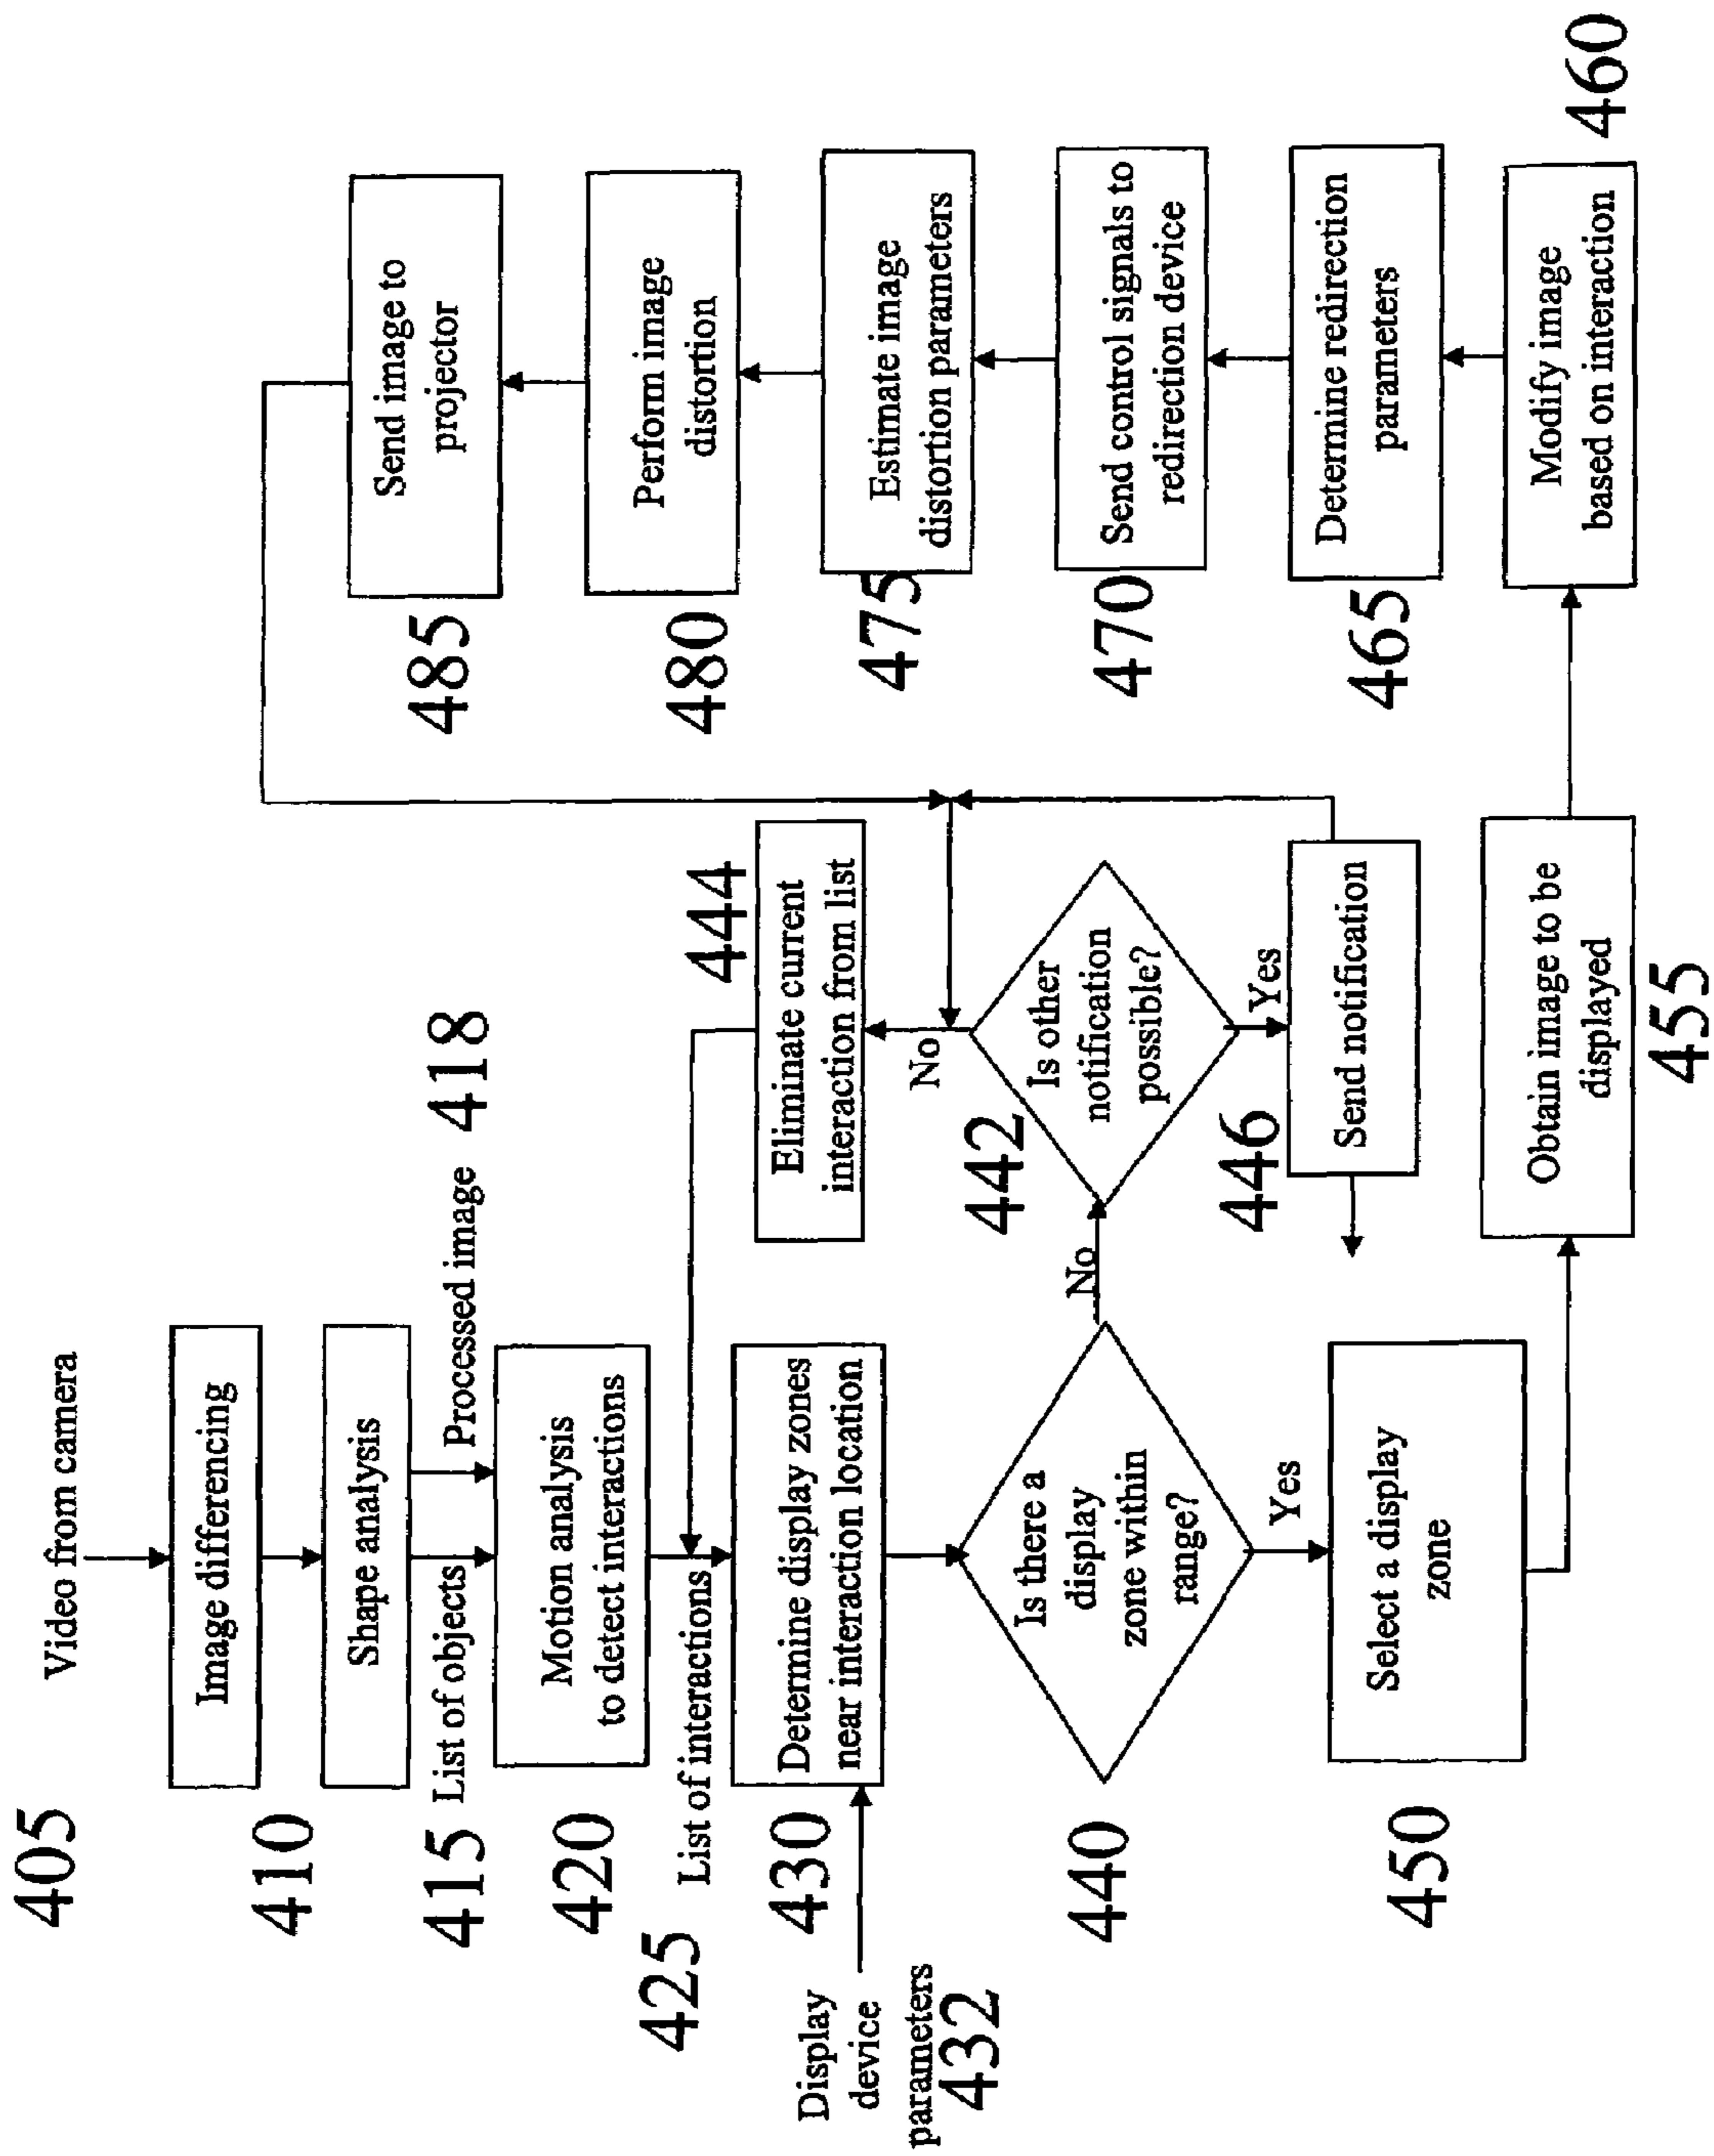 405
Video from camera
Image differencing
410
Shape analysis
415
List of objects
Processed image
418
420
Motion analysis
to detect interactions
425
List of interactions
430
Determine display zones
near interaction location
Display
device
parameters
432
440
Is there a
display
zone within
range?
No
Yes
450
Select a display
zone
444
Eliminate current
interaction from list
No
442
Is other
notification
possible?
Yes
446
Send notification
Obtain image to be
displayed
455
460
Modify image
based on interaction
465
Determine redirection
parameters
470
Send control signals to
redirection device
475
Estimate image
distortion parameters
480
Perform image
distortion
485
Send image to
projector